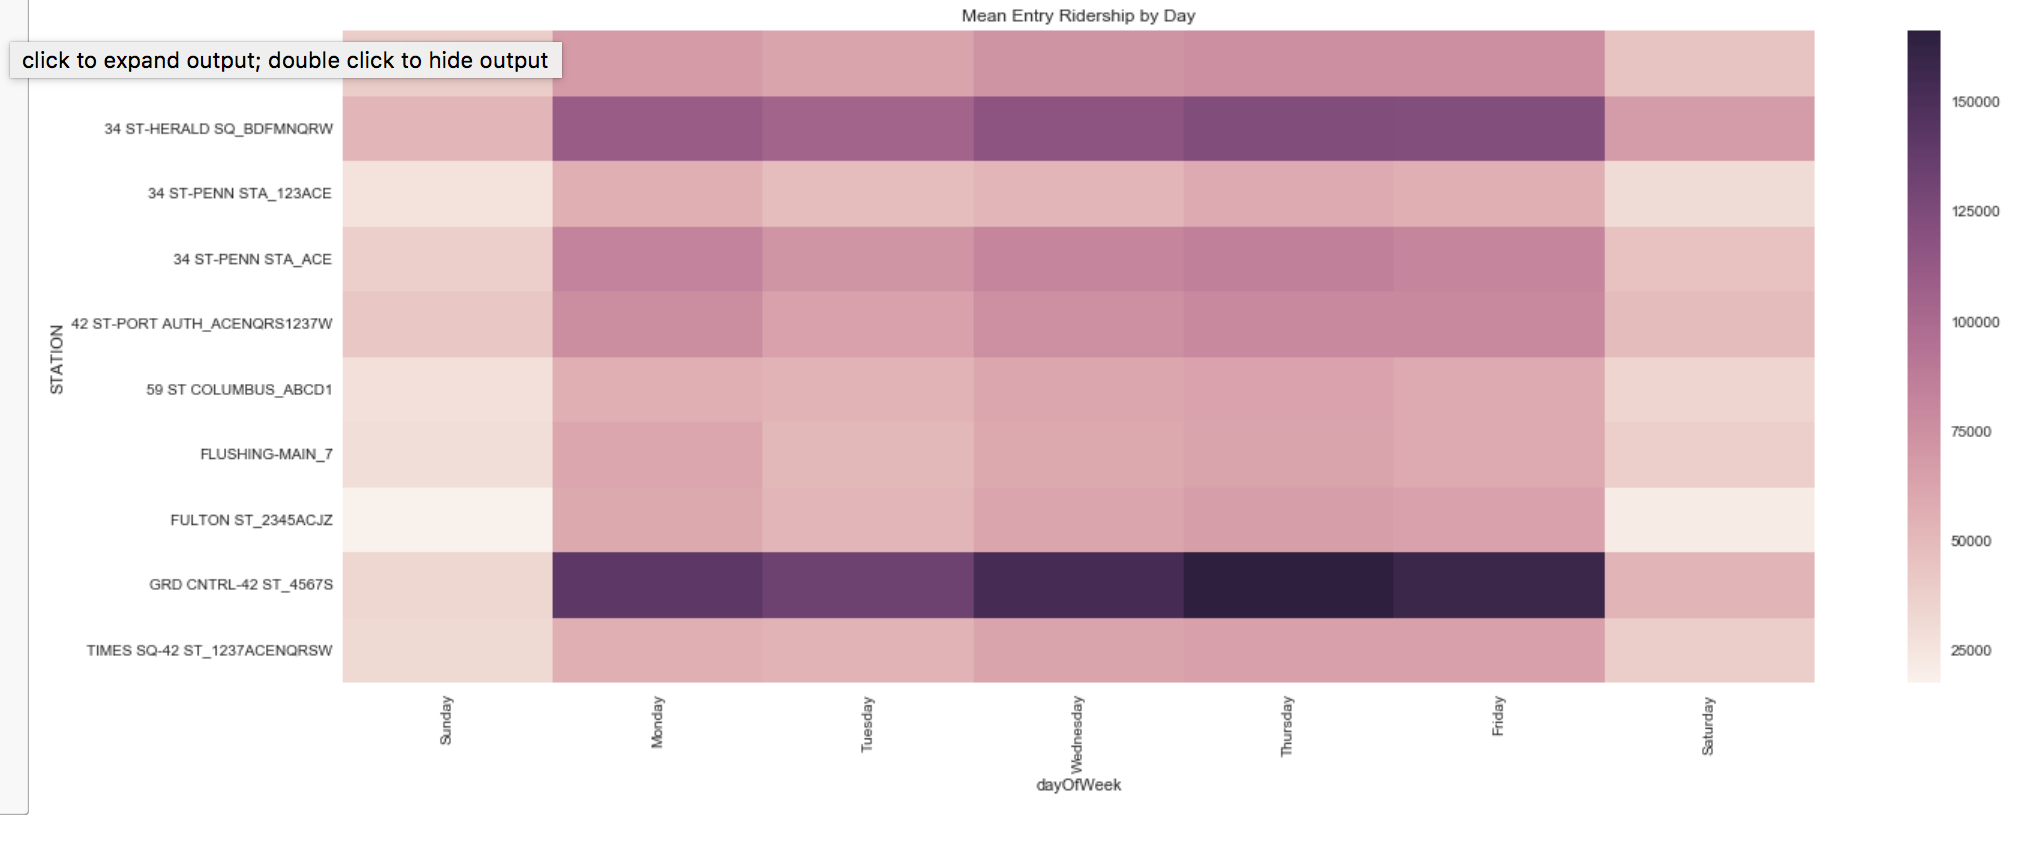 Mean Entry Ridership by Day
click to expand output; double click to hide output
34 ST-HERALD SQ_BDFMNQRW
34 ST-PENN STA_123ACE
34 ST-PENN STA_ACE
42 ST-PORT AUTH_ACENQRS1237W
59 ST COLUMBUS_ABCD1
FLUSHING-MAIN_7
FULTON ST_2345ACJZ
GRD CNTRL-42 ST_4567S
TIMES SQ-42 ST_1237ACENQRSW
STATION
Sunday
Monday
Tuesday
Wednesday
Thursday
Friday
Saturday
dayOfWeek
150000
125000
100000
75000
50000
25000